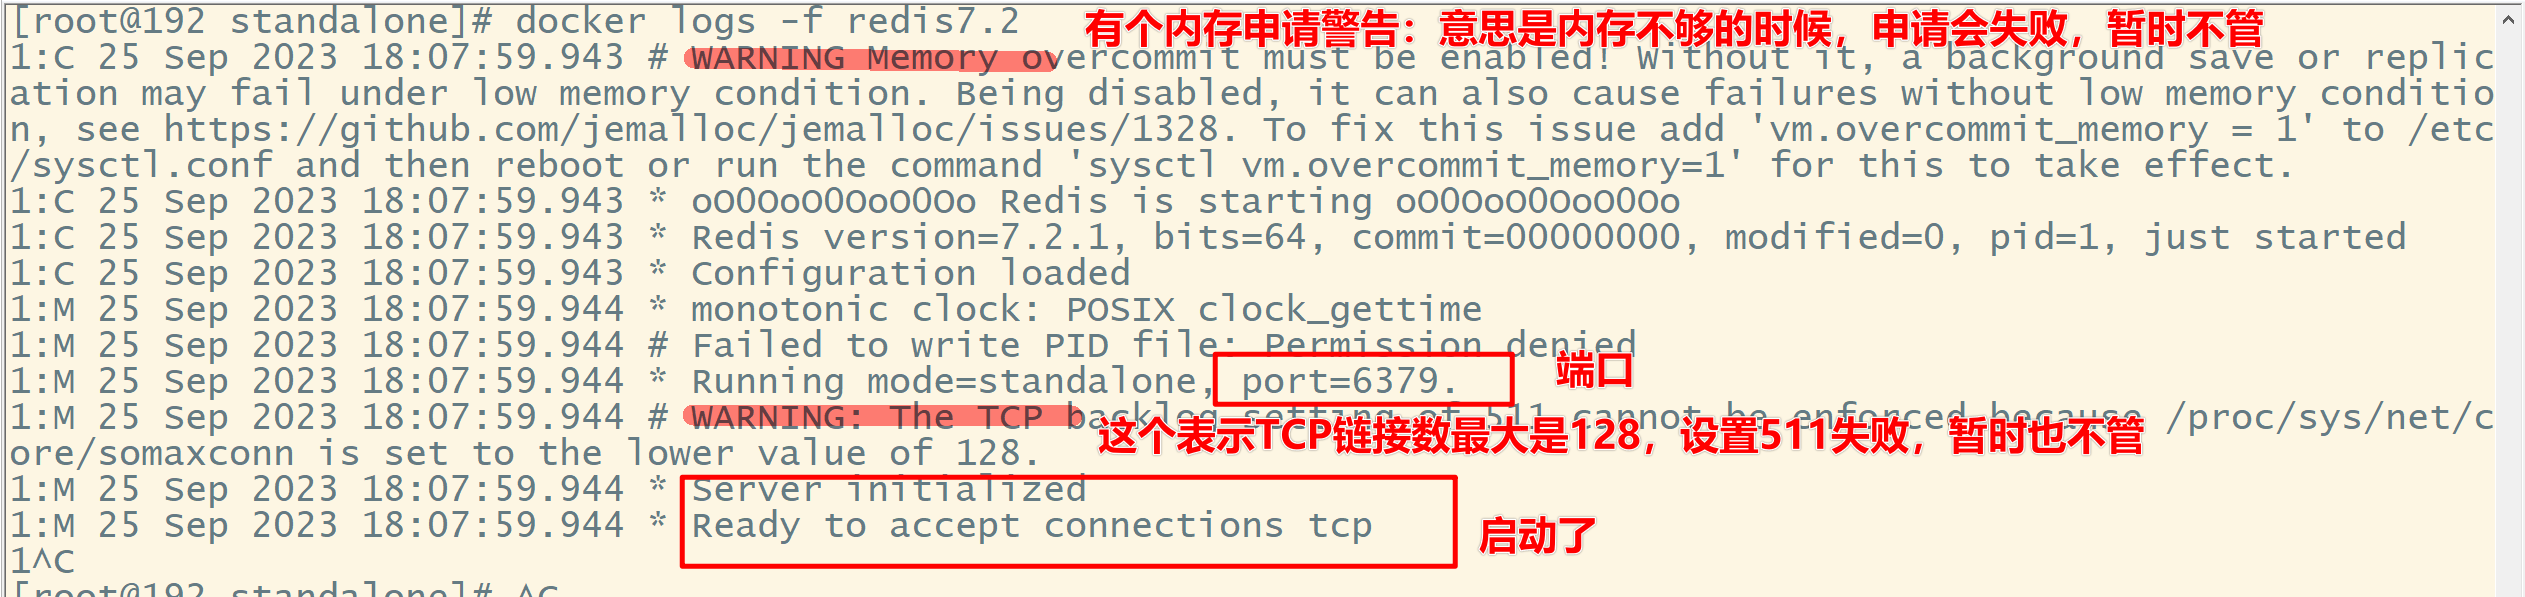 [root@192 standalone]# docker logs -f redis7.2
有个内存申请警告：意思是内存不够的时候，申请会失败，暂时不管
1:C 25 Sep 2023 18:07:59.943 # WARNING Memory overcommit must be enabled! Without it, a background save or replic
ation may fail under low memory condition. Being disabled, it can also cause failures without low memory conditio
n, see https://github.com/jemalloc/jemalloc/issues/1328. To fix this issue add 'vm.overcommit_memory = 1' to /etc
/sysctl.conf and then reboot or run the command 'sysctl vm.overcommit_memory=1' for this to take effect.
1:C 25 Sep 2023 18:07:59.943 * oO0OoO0OoO0Oo Redis is starting oO0OoO0OoO0Oo
1:C 25 Sep 2023 18:07:59.943 * Redis version=7.2.1, bits=64, commit=00000000, modified=0, pid=1, just started
1:C 25 Sep 2023 18:07:59.943 * Configuration loaded
1:M 25 Sep 2023 18:07:59.944 * monotonic clock: POSIX clock_gettime
1:M 25 Sep 2023 18:07:59.944 # Failed to write PID file: Permission denied
1:M 25 Sep 2023 18:07:59.944 * Running mode=standalone, port=6379.
端口
1:M 25 Sep 2023 18:07:59.944 # WARNING: The TCP backlog setting of 511 cannot be enforced because /proc/sys/net/c
这个表示TCP链接数最大是128，设置511失败，暂时也不管
ore/somaxconn is set to the lower value of 128.
1:M 25 Sep 2023 18:07:59.944 * Server initialized
1:M 25 Sep 2023 18:07:59.944 * Ready to accept connections tcp
启动了
1^C
[root@192 standalone]# ^C